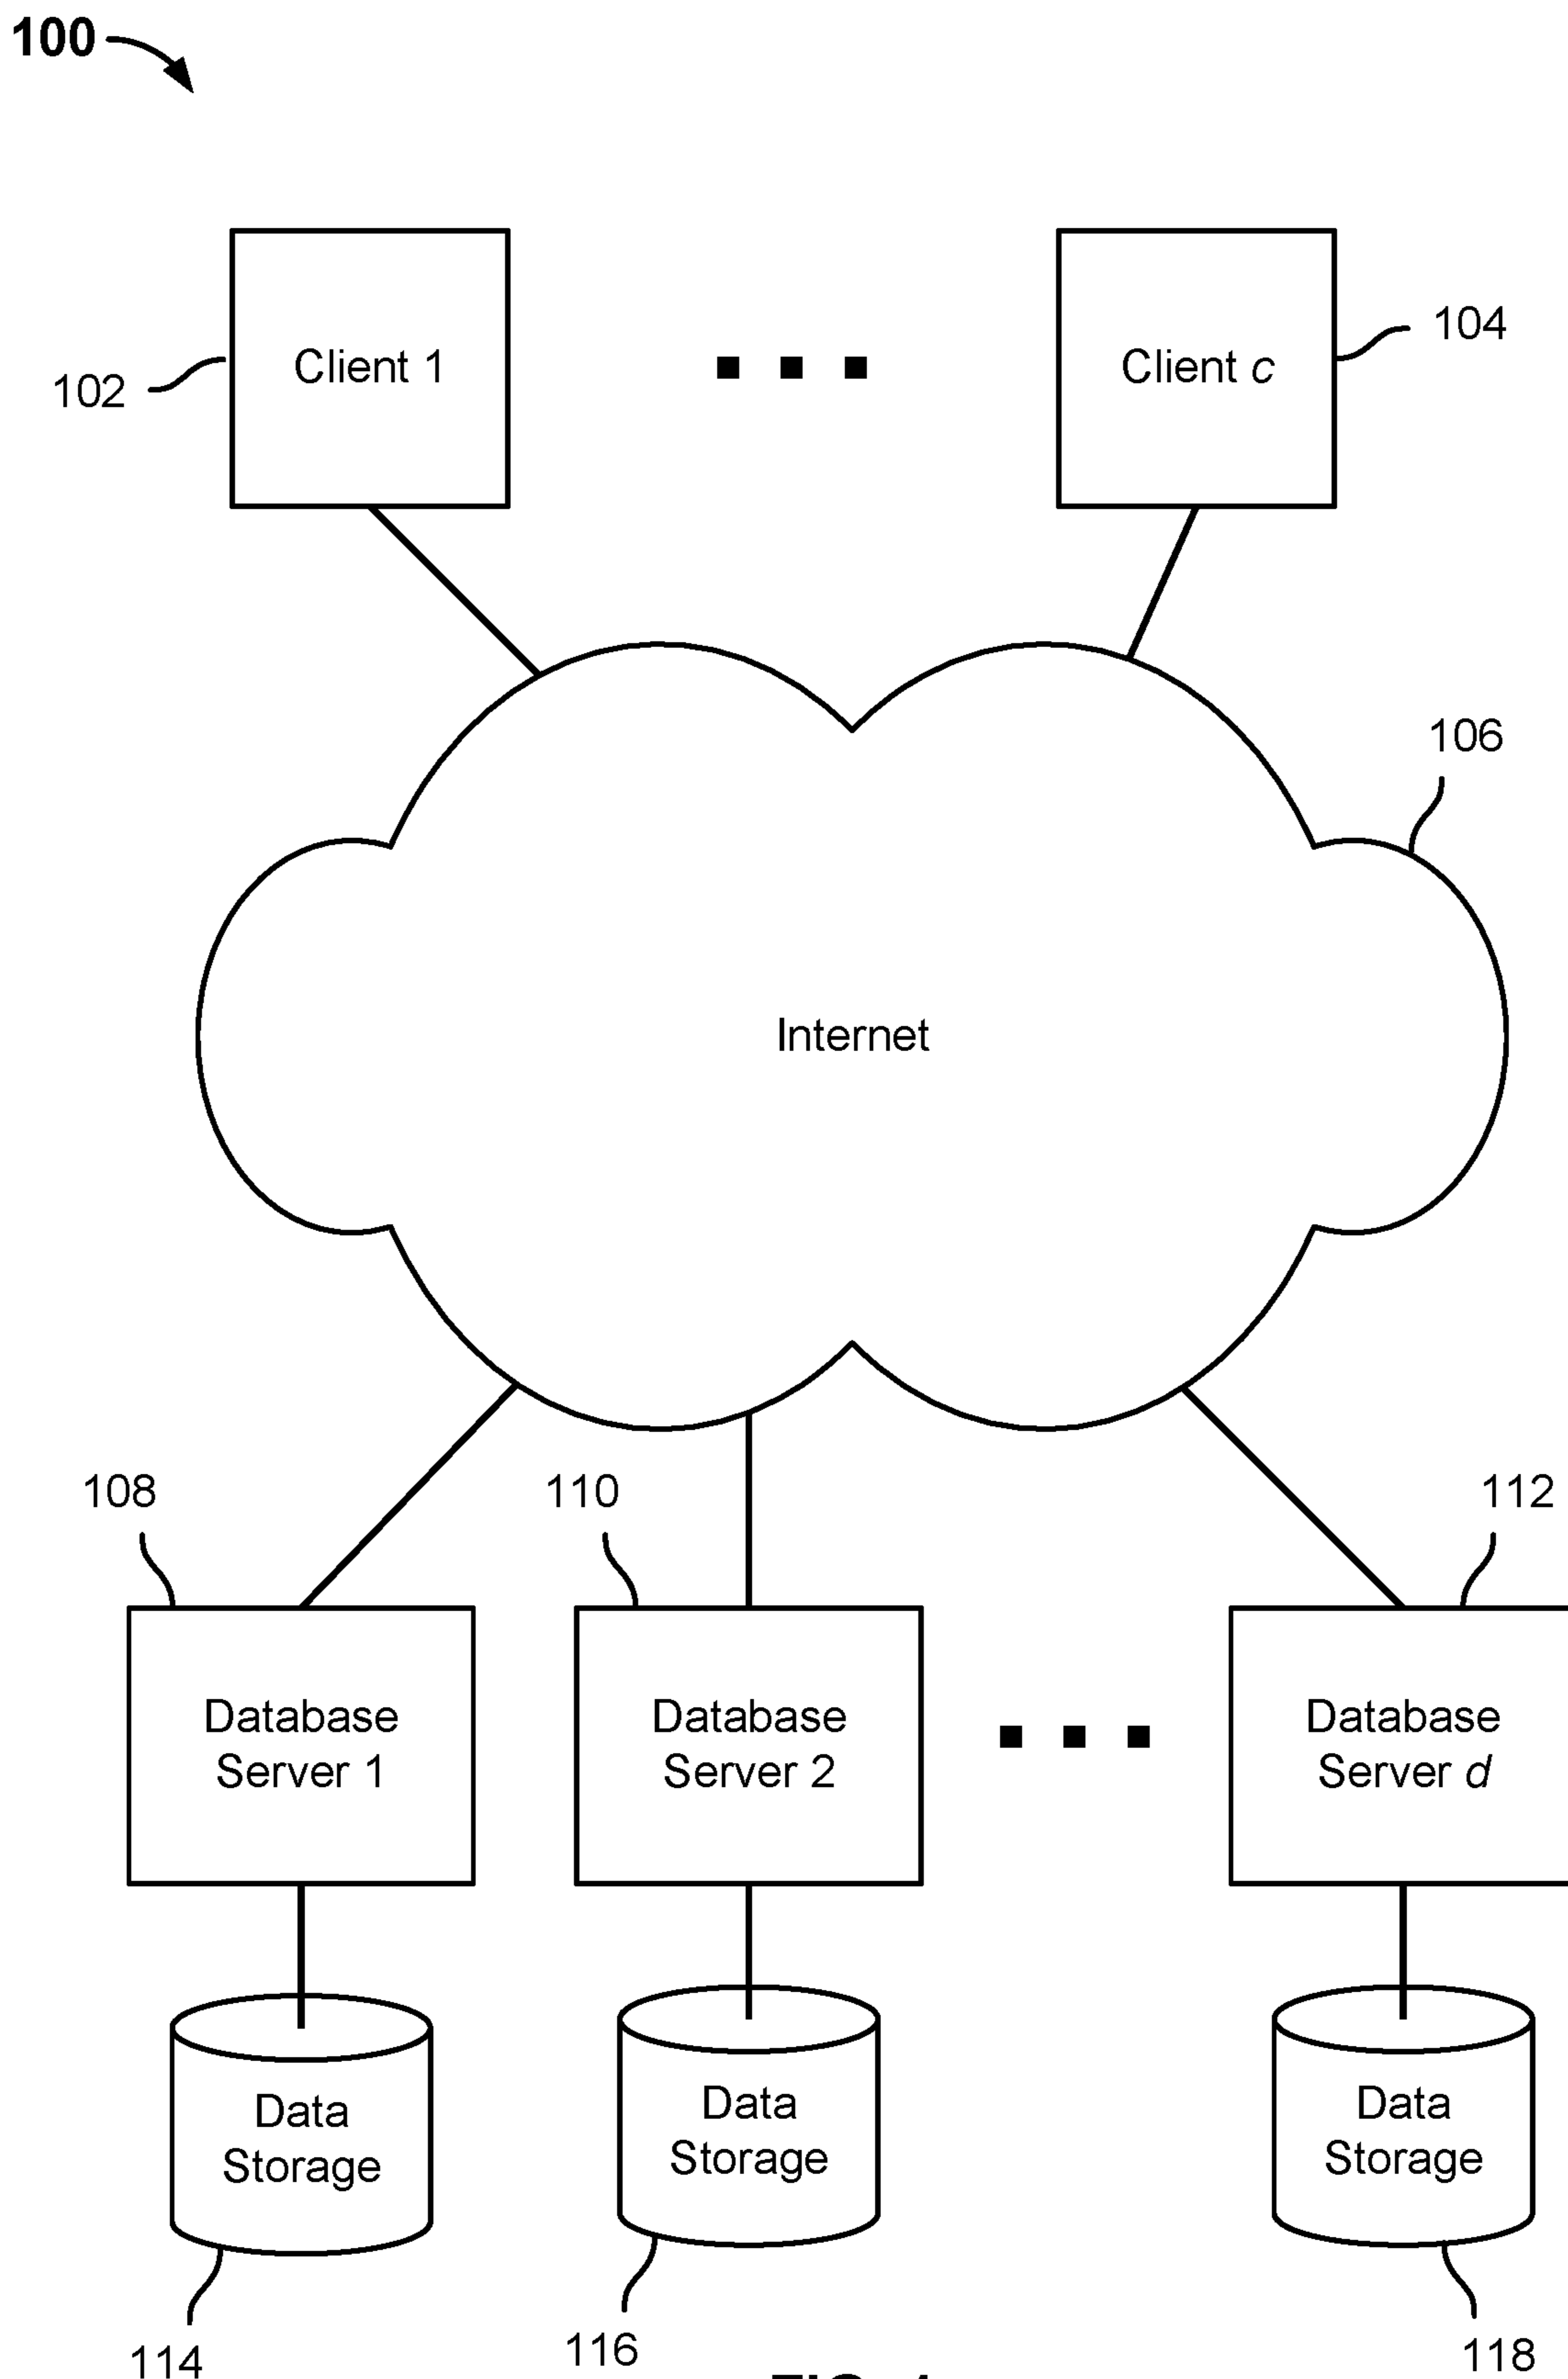 100
Client 1
Client c
102
104
106
Internet
108
110
112
Database
Server 1
Database
Server 2
Database
Server d
Data
Storage
Data
Storage
Data
Storage
114
116
118